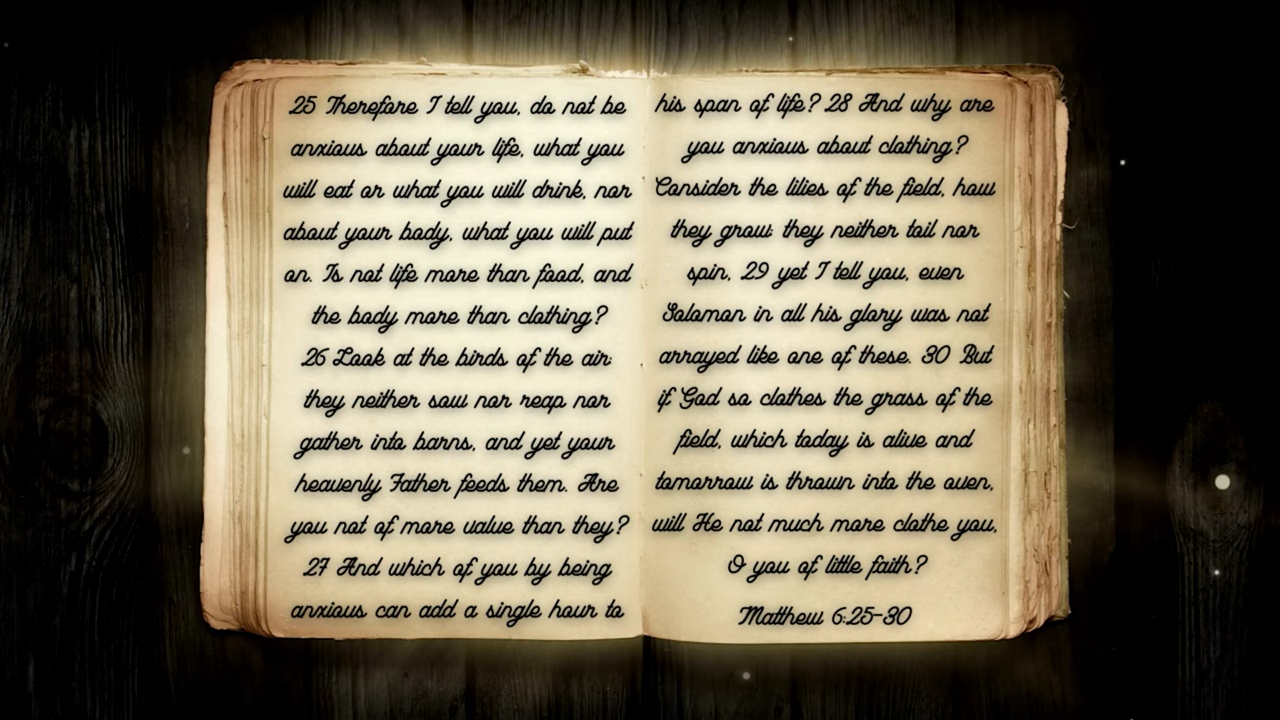 25 Therefore I tell you, do not be
anxious about your life, what you
will eat or what you will drink, nor
about your body, what you will put
on. Is not life more than food, and
the body more than clothing?
26 Look at the birds of the air:
they neither sow nor reap nor
gather into barns, and yet your
heavenly Father feeds them. Are
you not of more value than they?
27 And which of you by being
anxious can add a single hour to
his span of life? 28 And why are
you anxious about clothing?
Consider the lilies of the field, how
they grow: they neither toil nor
spin, 29 yet I tell you, even
Solomon in all his glory was not
arrayed like one of these. 30 But
if God so clothes the grass of the
field, which today is alive and
tomorrow is thrown into the oven,
will He not much more clothe you,
O you of little faith?
Matthew 6:25-30